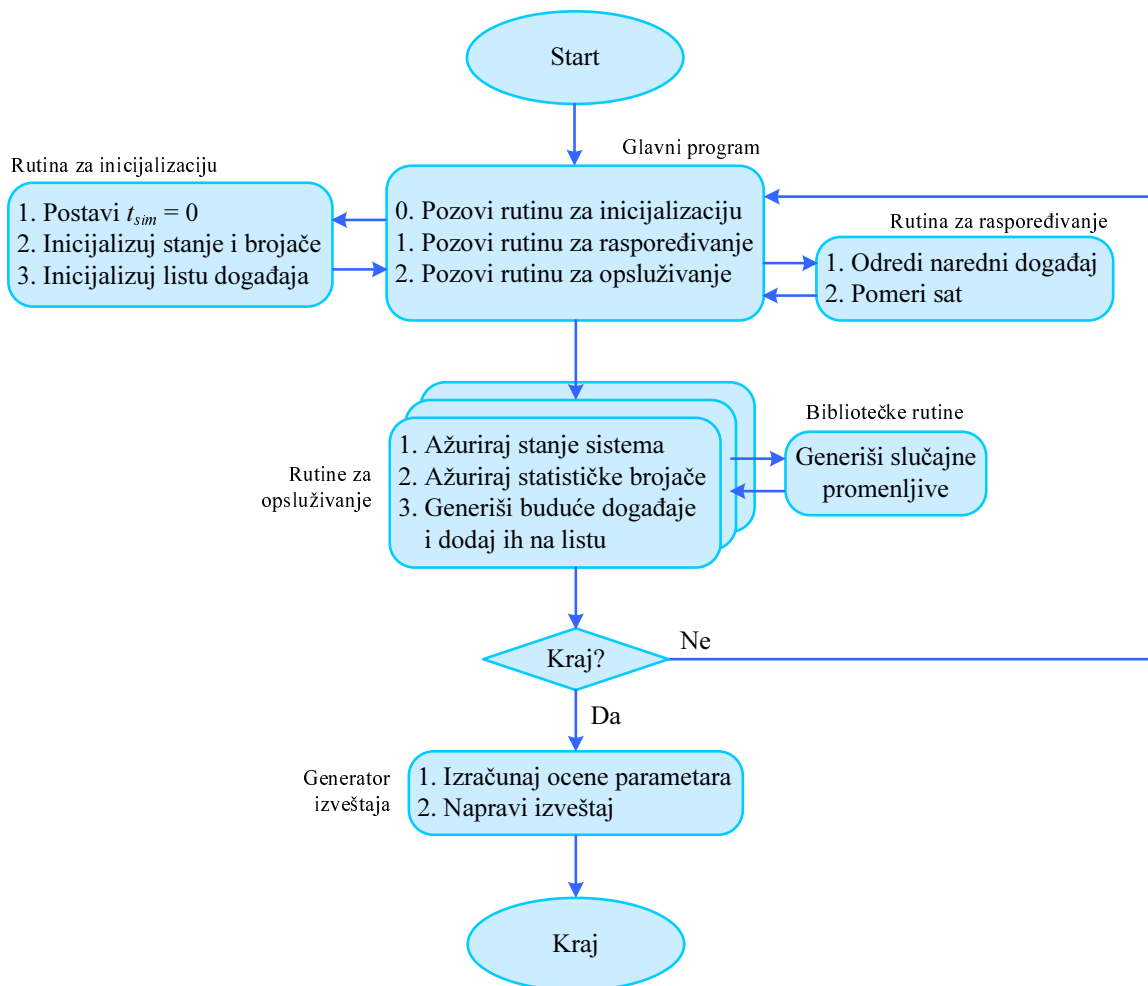 Start
Glavni program
Rutina za inicijalizaciju
1. Postavi tsim = 0
2. Inicijalizuj stanje i brojače
3. Inicijalizuj listu događaja
0. Pozovi rutinu za inicijalizaciju
1. Pozovi rutinu za raspoređivanje
2. Pozovi rutinu za opsluživanje
Rutina za raspoređivanje
1. Odredi naredni događaj
2. Pomeri sat
Rutine za
opsluživanje
1. Ažuriraj stanje sistema
2. Ažuriraj statističke brojače
3. Generiši buduće događaje
i dodaj ih na listu
Bibliotečke rutine
Generiši slučajne
promenljive
Kraj?
Ne
Da
Generator
izveštaja
1. Izračunaj ocene parametara
2. Napravi izveštaj
Kraj